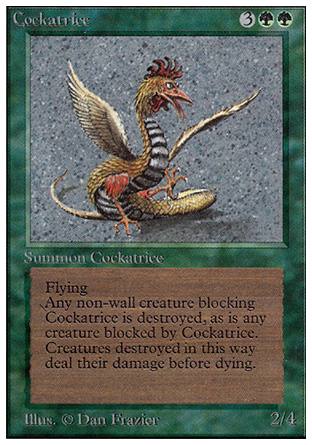 Cockatrice 3
Summon Cockatrice
Flying
Any non-wall creature blocking
Cockatrice is destroyed, as is any
creature blocked by Cockatrice.
Creatures destroyed in this way
deal their damage before dying.
Illus. © Dan Frazier 2/4